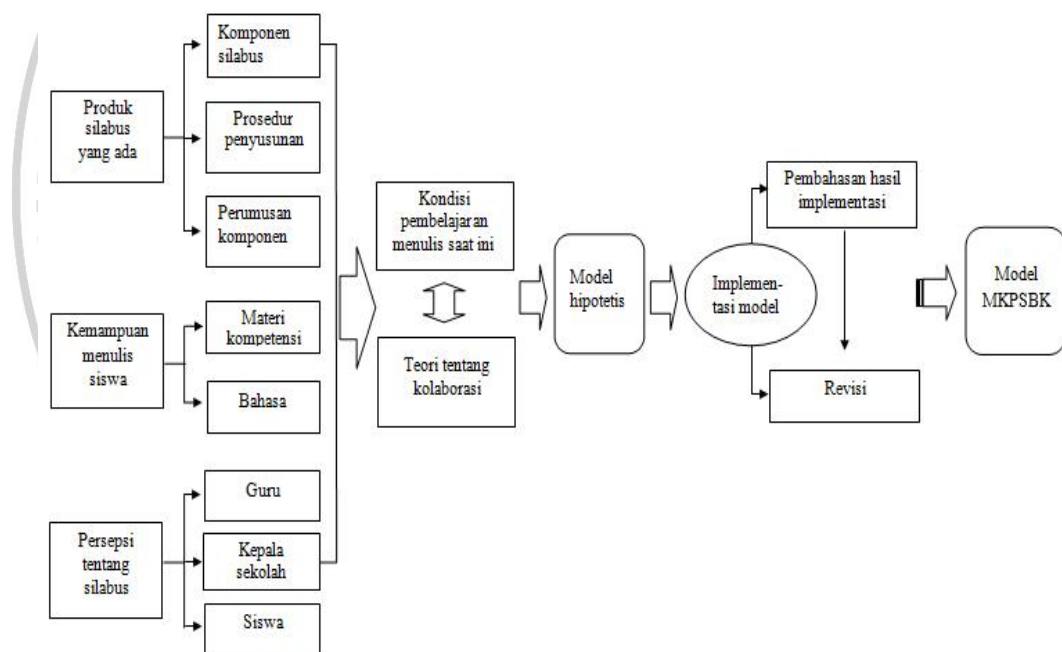 Produk
silabus
yang ada
Komponen
silabus
Prosedur
penyusunan
Perumusan
komponen
Kemampuan
menulis
siswa
Materi
kompetensi
Bahasa
Persepsi
tentang
silabus
Guru
Kepala
sekolah
Siswa
Kondisi
pembelajaran
menulis saat ini
Teori tentang
kolaborasi
Model
hipotetis
Implemen-
tasi model
Pembahasan hasil
implementasi
Revisi
Model
MKPSBK